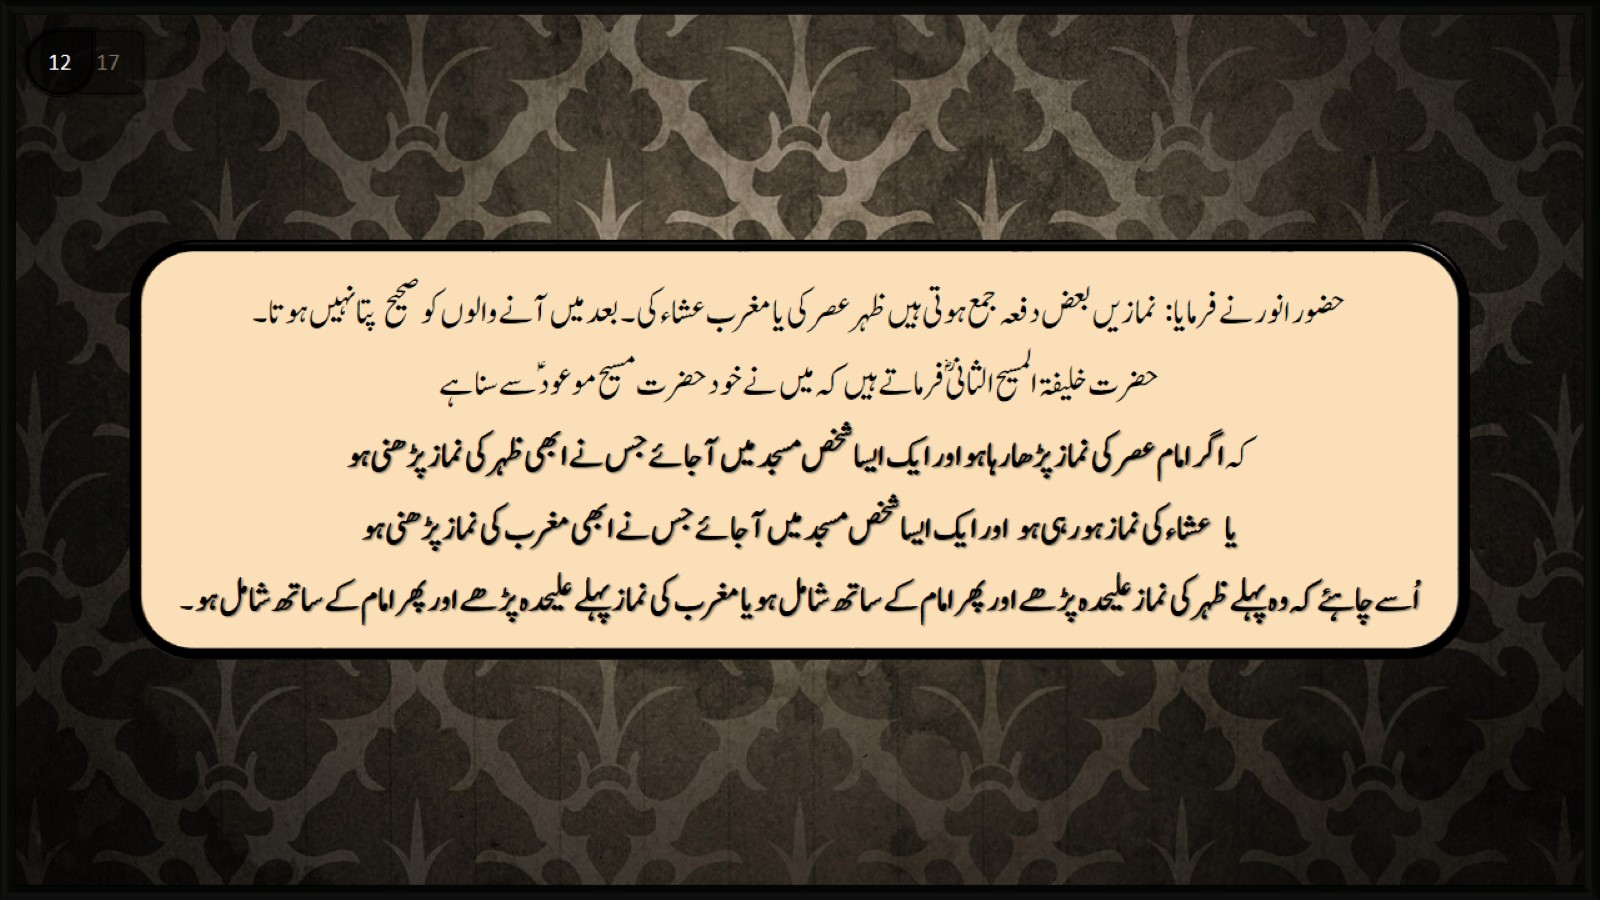 12 17
حضور انور نے فرمایا: نمازیں بعض دفعہ جمع ہوتی ہیں ظہر عصر کی یا مغرب عشاء کی۔ بعد میں آنے والوں کو صحیح پتا نہیں ہوتا۔
حضرت خلیفۃ المسیح الثانیؓ فرماتے ہیں کہ میں نے خود حضرت مسیح موعودؑ سے سنا ہے
کہ اگر امام عصر کی نماز پڑھا رہا ہو اور ایک ایسا شخص مسجد میں آ جائے جس نے ابھی ظہر کی نماز پڑھنی ہو
یا عشاء کی نماز ہو رہی ہو اور ایک ایسا شخص مسجد میں آ جائے جس نے ابھی مغرب کی نماز پڑھنی ہو
اُسے چاہئے کہ وہ پہلے ظہر کی نماز علیحدہ پڑھے اور پھر امام کے ساتھ شامل ہو یا مغرب کی نماز پہلے علیحدہ پڑھے اور پھر امام کے ساتھ شامل ہو۔